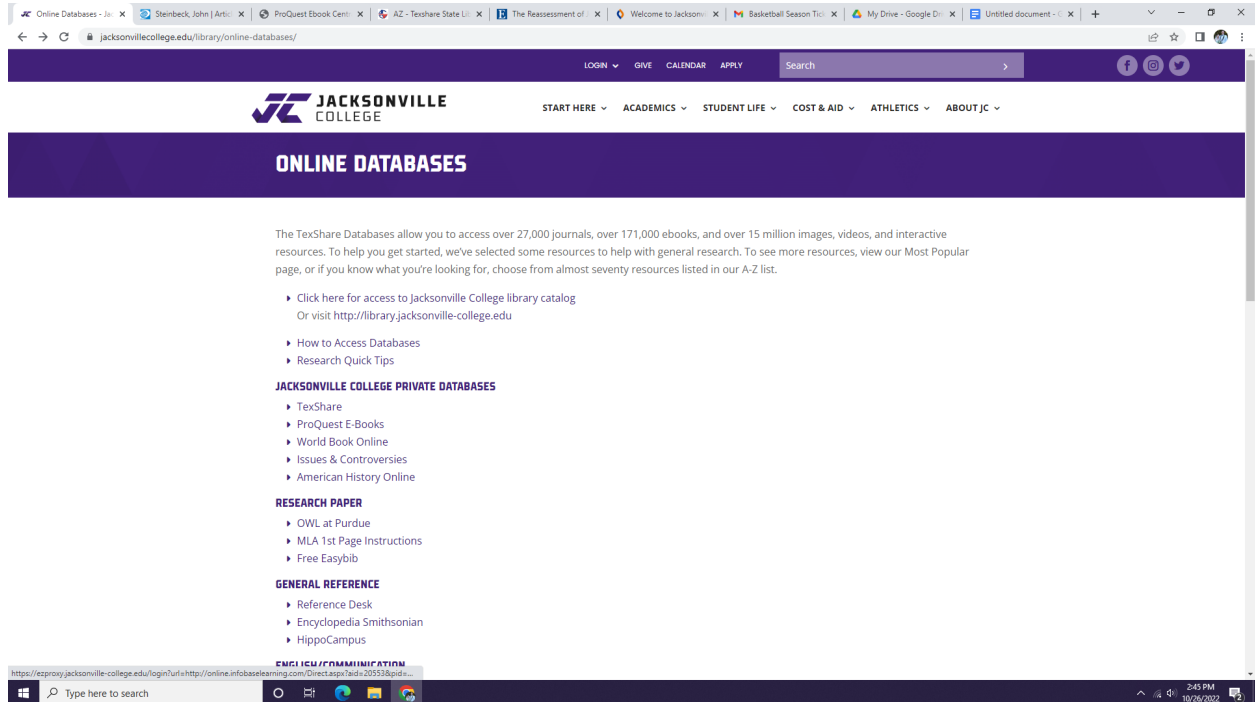 Online Databases - Jac
Steinbeck, John | Articl
ProQuest Ebook Centr
AZ - Texshare State Lib
The Reassessment of J
Welcome to Jacksonvi
Basketball Season Tick
My Drive - Google Dri
Untitled document - G
jacksonvillecollege.edu/library/online-databases/
LOGIN GIVE CALENDAR APPLY Search
JACKSONVILLE
COLLEGE
START HERE ACADEMICS STUDENT LIFE COST & AID ATHLETICS ABOUT JC
ONLINE DATABASES
The TexShare Databases allow you to access over 27,000 journals, over 171,000 ebooks, and over 15 million images, videos, and interactive
resources. To help you get started, we've selected some resources to help with general research. To see more resources, view our Most Popular
page, or if you know what you're looking for, choose from almost seventy resources listed in our A-Z list.
Click here for access to Jacksonville College library catalog
Or visit http://library.jacksonville-college.edu
How to Access Databases
Research Quick Tips
JACKSONVILLE COLLEGE PRIVATE DATABASES
TexShare
ProQuest E-Books
World Book Online
Issues & Controversies
American History Online
RESEARCH PAPER
OWL at Purdue
MLA 1st Page Instructions
Free Easybib
GENERAL REFERENCE
Reference Desk
Encyclopedia Smithsonian
HippoCampus
ENGLISH/COMMUNICATION
https://ezproxy.jacksonville-college.edu/login?url=http://online.infobaselearning.com/Direct.aspx?aid=20553&pid=...
Type here to search
2:45 PM
10/26/2022
2